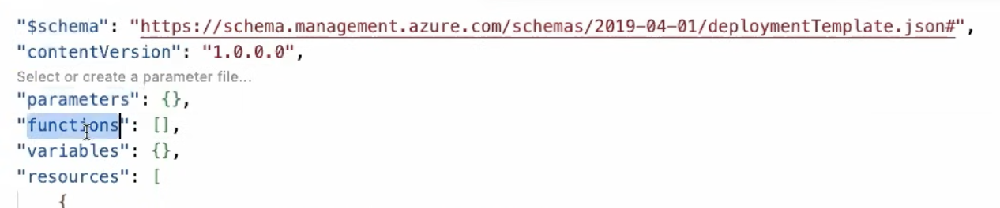 "$schema": "https://schema.management.azure.com/schemas/2019-04-01/deploymentTemplate.json#",
"contentVersion": "1.0.0.0",
Select or create a parameter file...
"parameters": {},
"functions": [],
"variables": {},
"resources": [
{